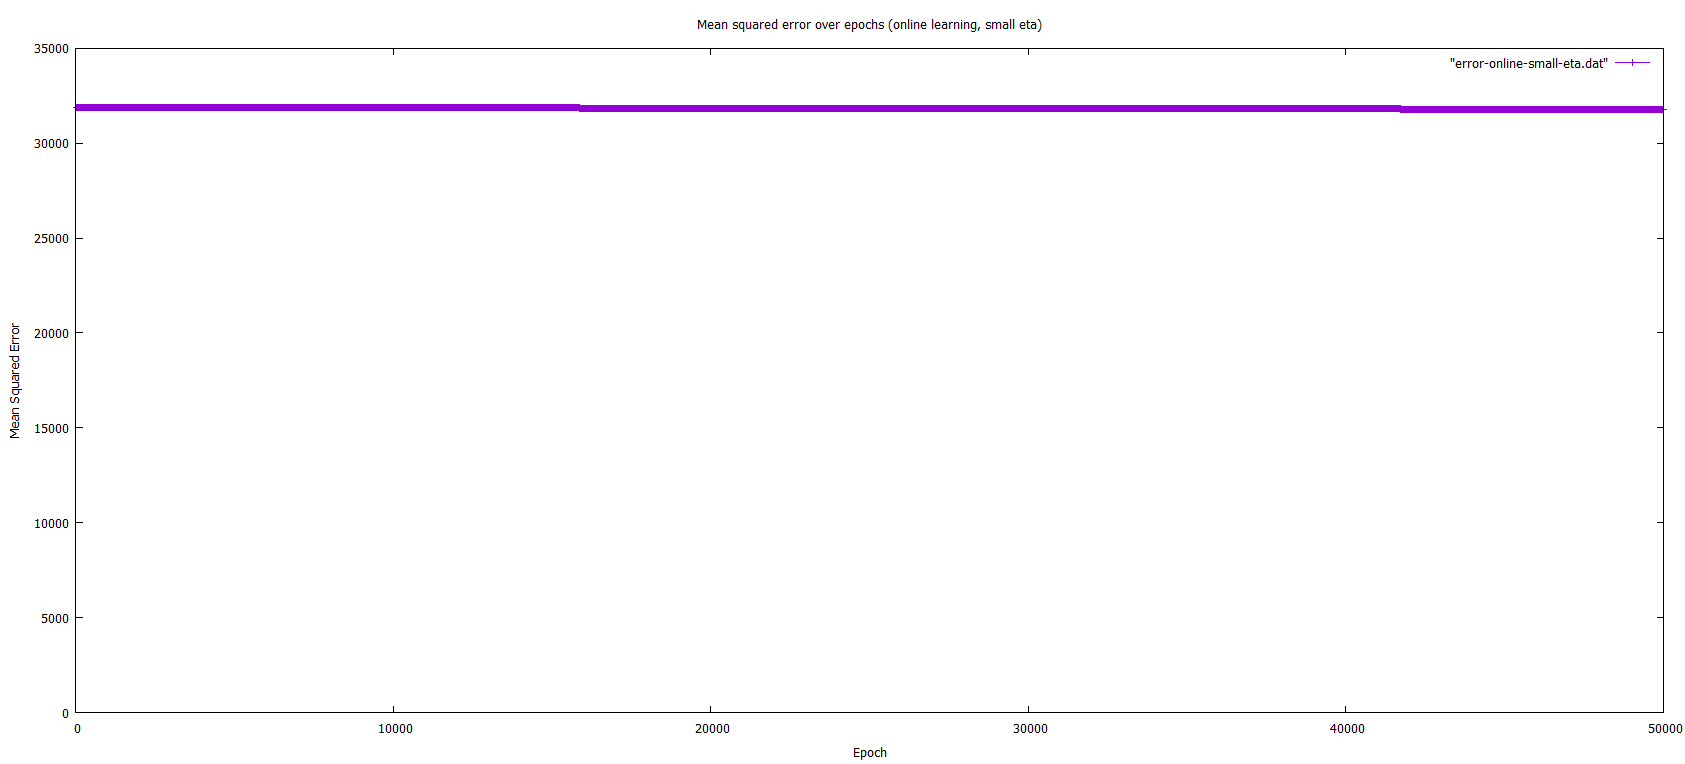 Mean squared error over epochs (online learning, small eta)
"error-online-small-eta.dat"
35000
30000
25000
20000
15000
10000
5000
0
Mean Squared Error
0 10000 20000 30000 40000 50000
Epoch